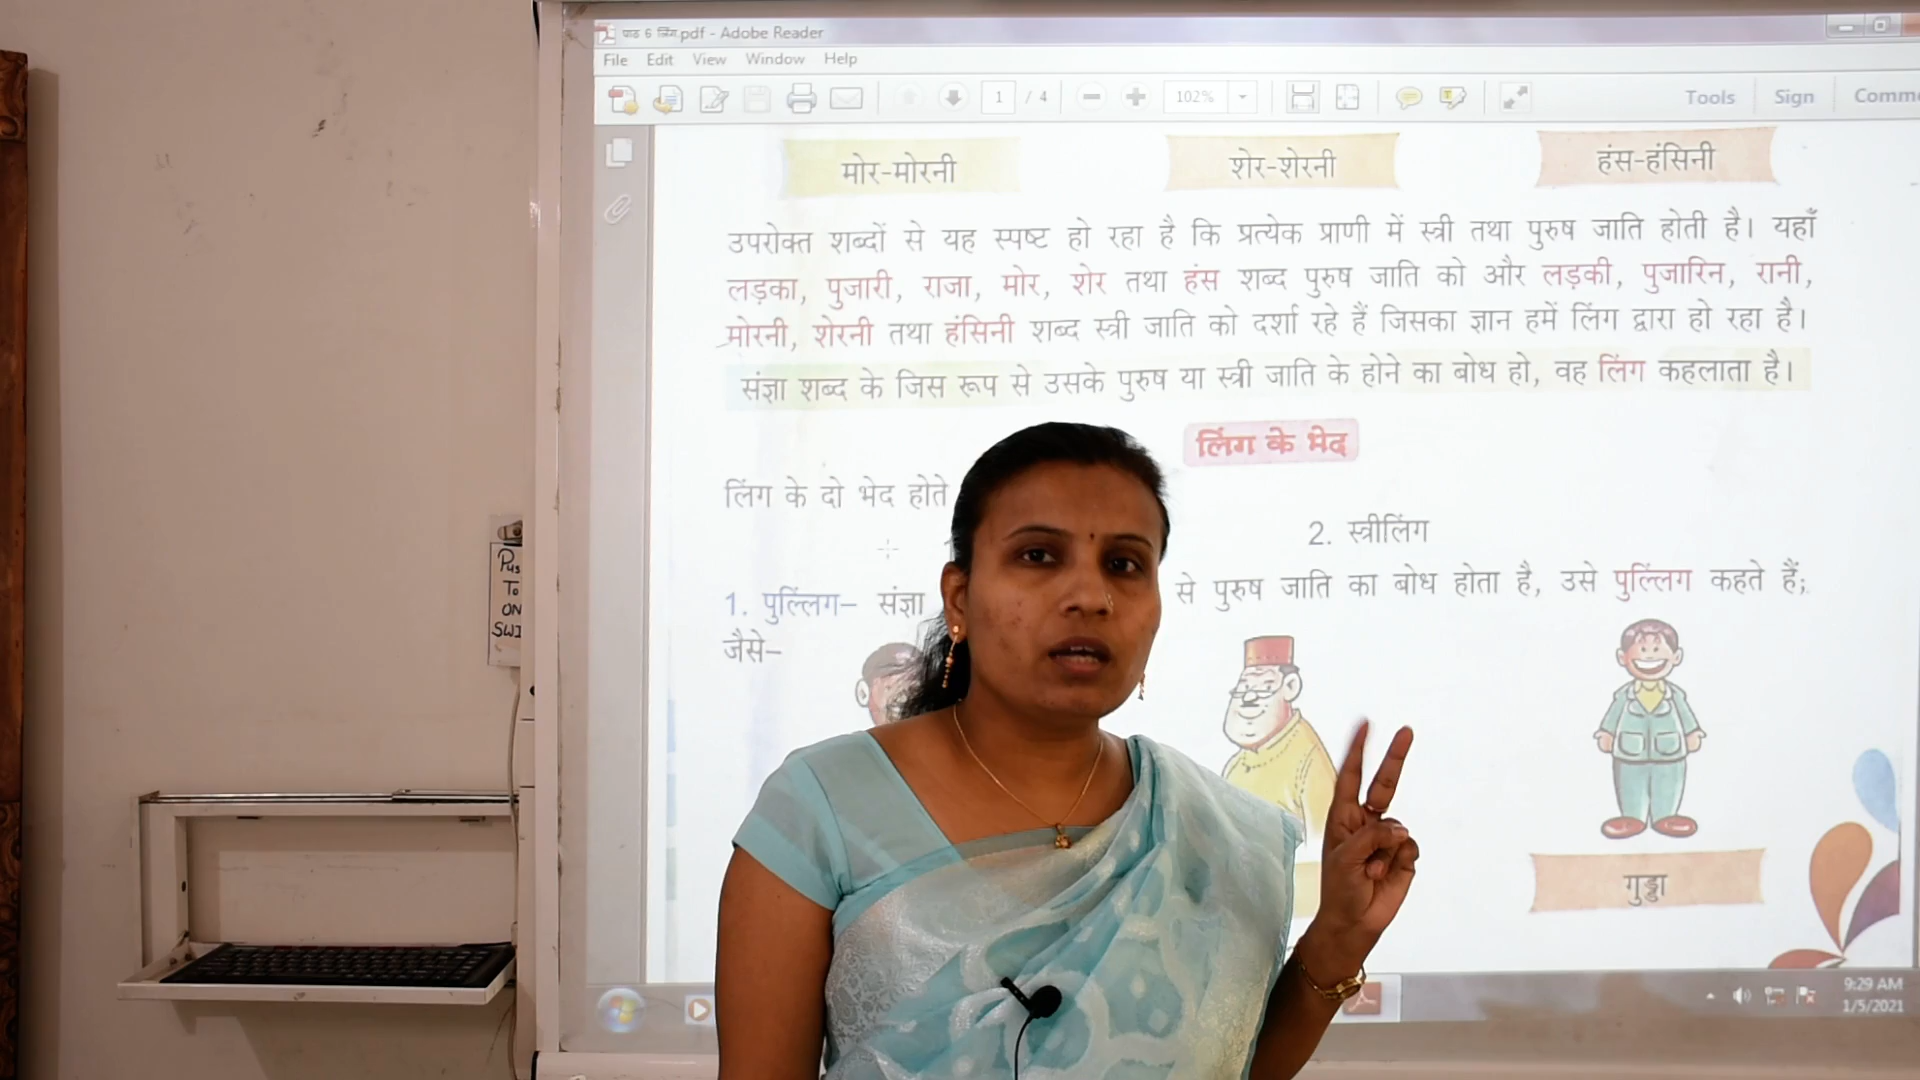 पाठ 6 लिंग.pdf - Adobe Reader
File Edit View Window Help
1 / 4 102% Tools Sign
मोर-मोरनी शेर-शेरनी हंस-हंसिनी
उपरोक्त शब्दों से यह स्पष्ट हो रहा है कि प्रत्येक प्राणी में स्त्री तथा पुरुष जाति होती है। यहाँ
लड़का, पुजारी, राजा, मोर, शेर तथा हंस शब्द पुरुष जाति को और लड़की, पुजारिन, रानी,
मोरनी, शेरनी तथा हंसिनी शब्द स्त्री जाति को दर्शा रहे हैं जिसका ज्ञान हमें लिंग द्वारा हो रहा है।
संज्ञा शब्द के जिस रूप से उसके पुरुष या स्त्री जाति के होने का बोध हो, वह लिंग कहलाता है।
लिंग के भेद
लिंग के दो भेद होते
2. स्त्रीलिंग
1. पुल्लिंग– संज्ञा से पुरुष जाति का बोध होता है, उसे पुल्लिंग कहते हैं;
जैसे–
गुड्डा
To
ON
9:29 AM
1/5/2021